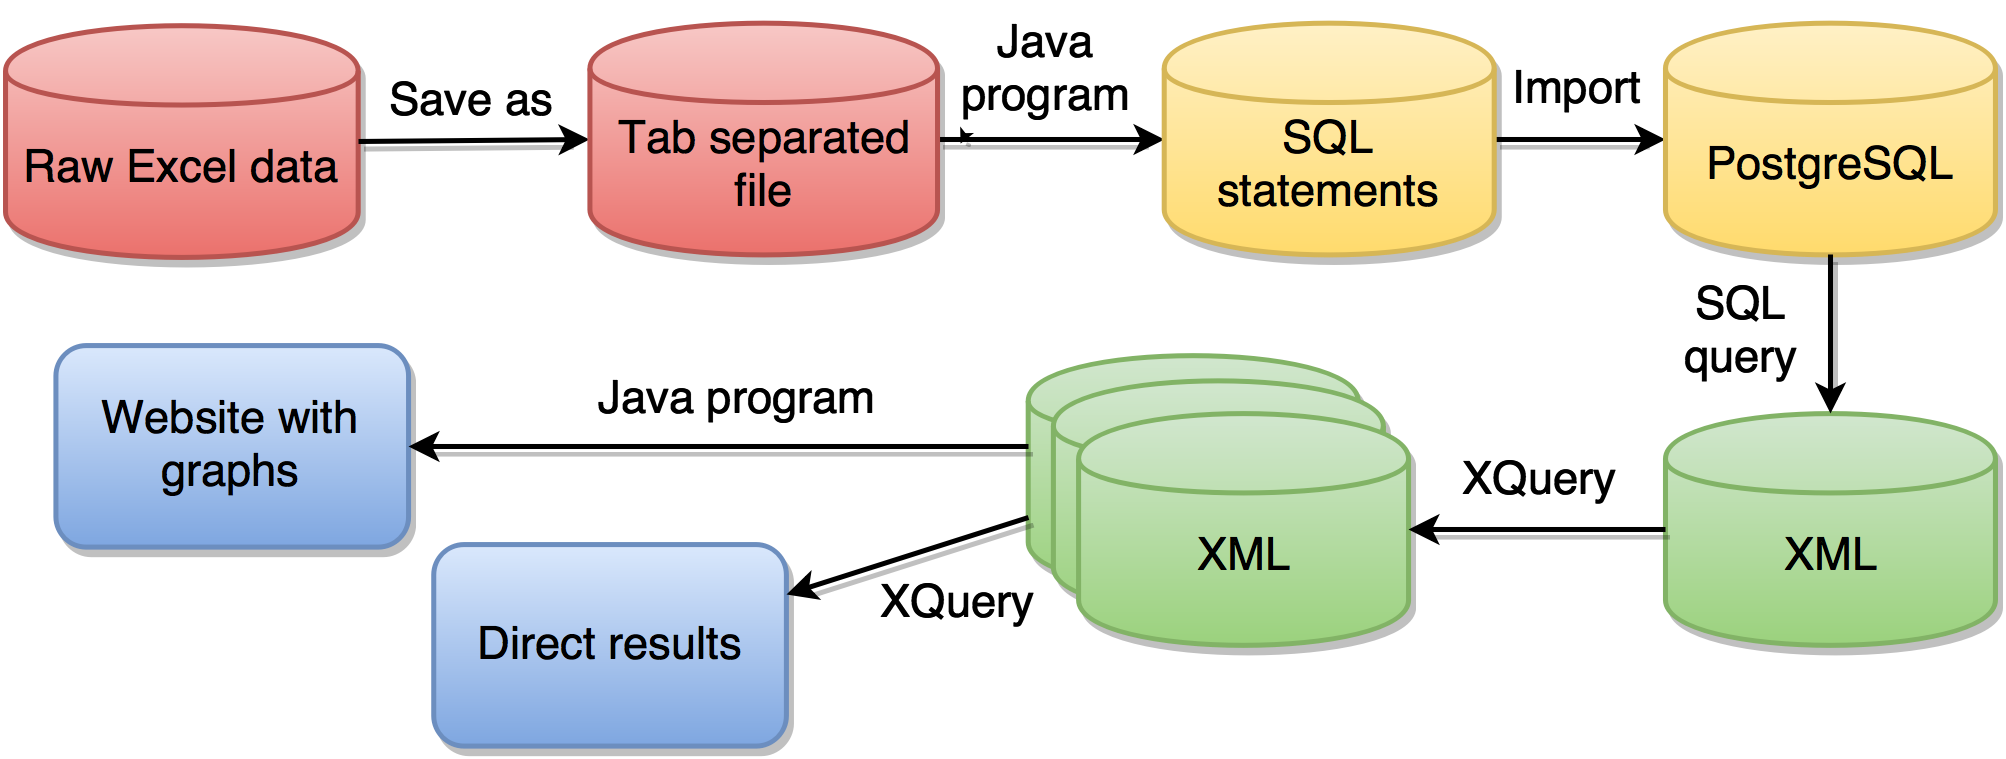 Raw Excel data
Save as
Tab separated
file
Java
program
SQL
statements
Import
PostgreSQL
SQL
query
XML
XQuery
XML
Java program
Website with
graphs
XQuery
Direct results